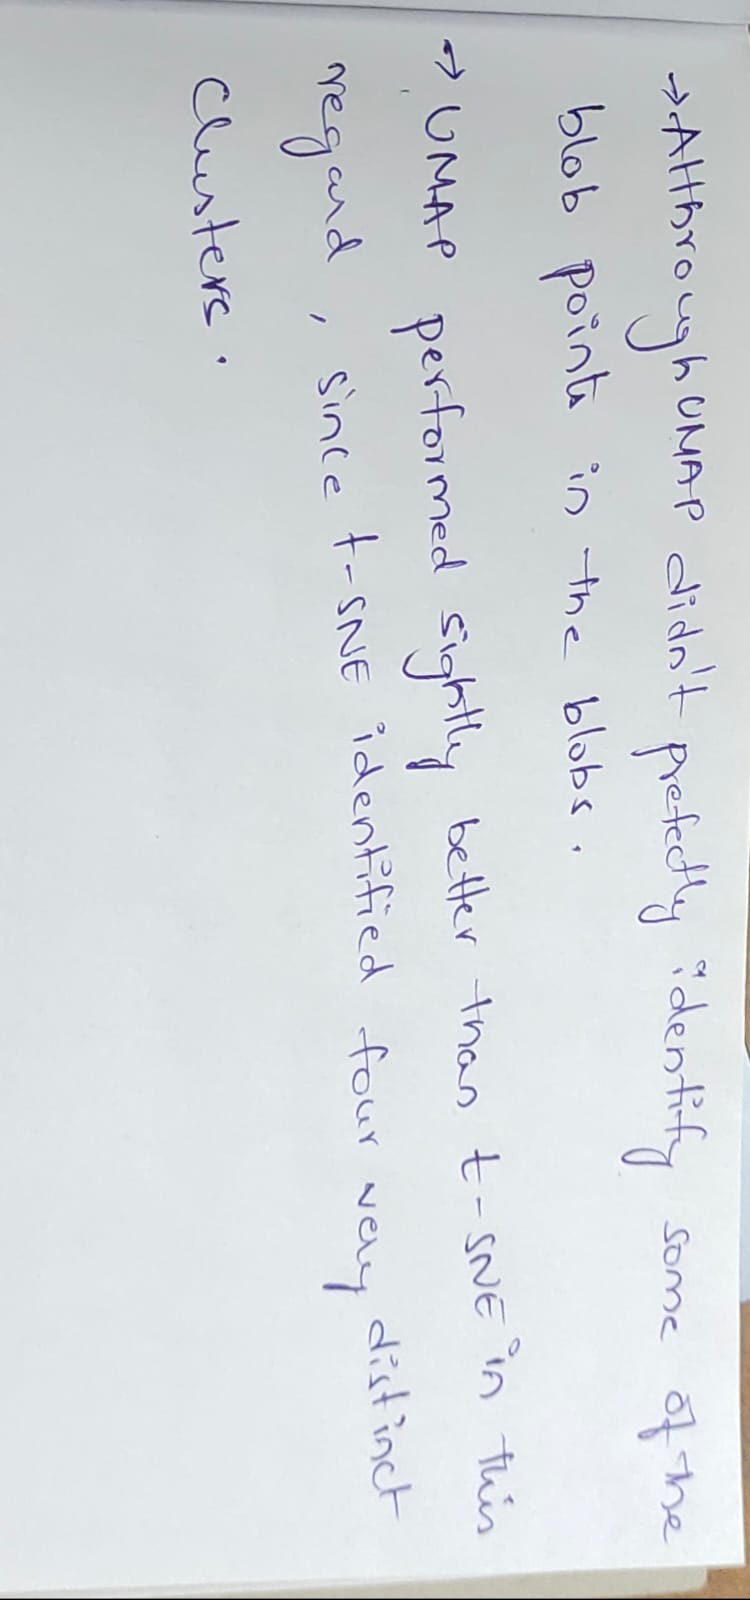 → Althrough UMAP didn't prefectly identify some of the
blob points in the blobs.
→ UMAP performed sightly better than t-SNE in this
regard, since t-SNE identified four very distinct
Clusters.